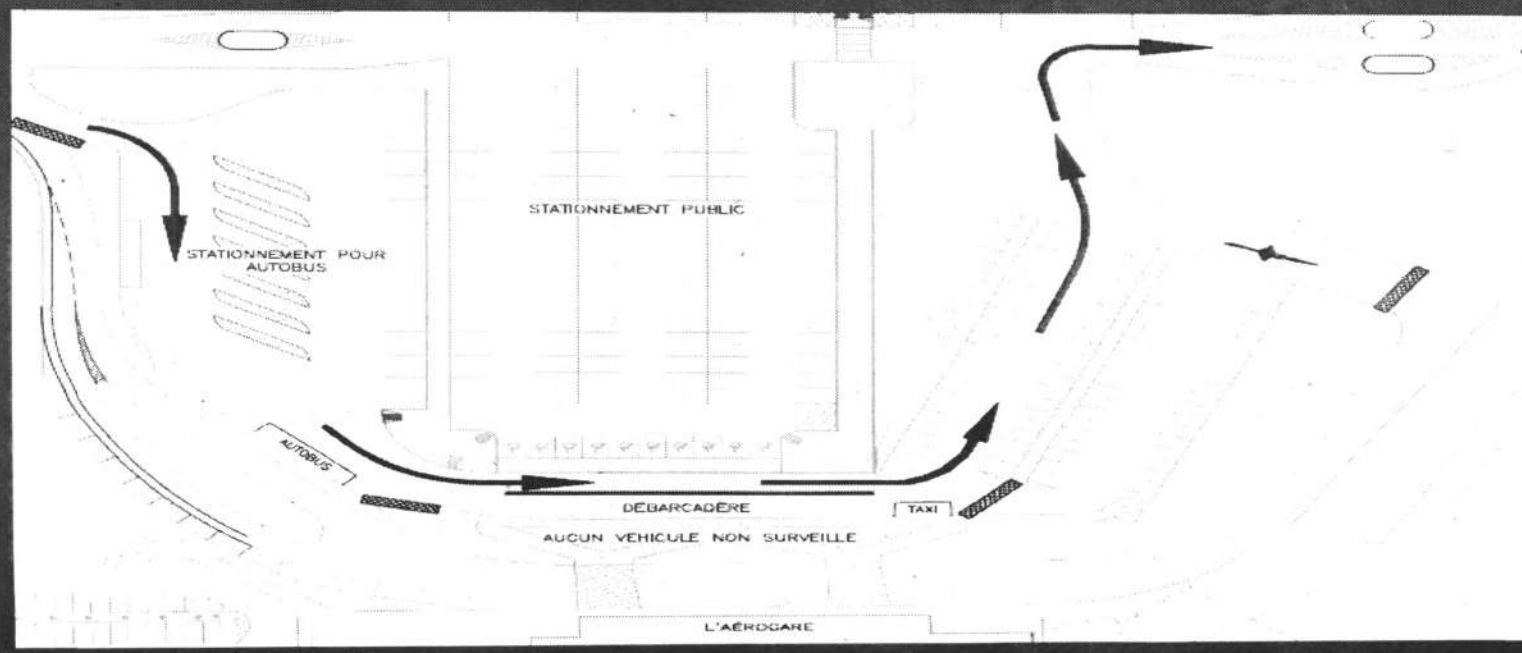 STATIONNEMENT PUBLIC
STATIONNEMENT POUR
AUTOBUS
AUTOBUS
DÉBARCADÈRE
TAXI
AUCUN VEHICULE NON SURVEILLE
L'AÉROGARE